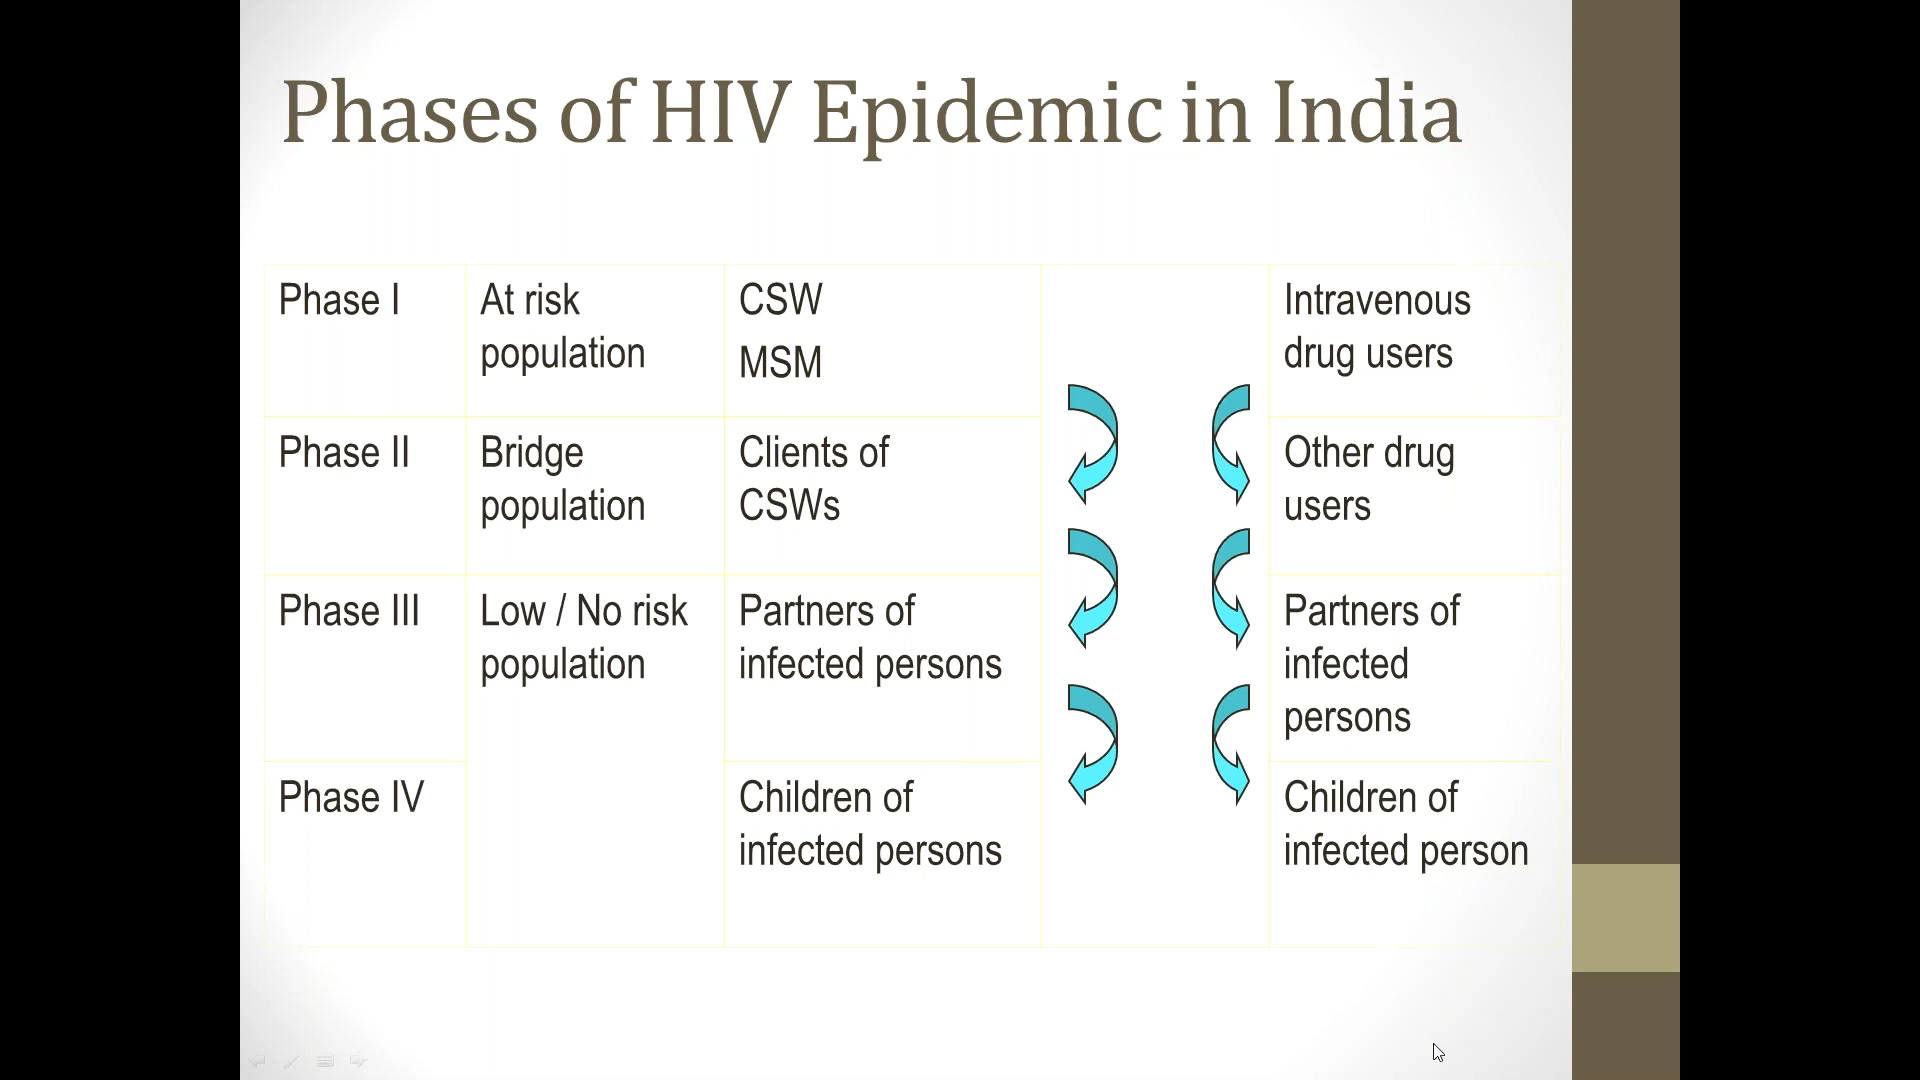 Phases of HIV Epidemic in India
Phase I
At risk
population
CSW
MSM
Intravenous
drug users
Phase II
Bridge
population
Clients of
CSWs
Other drug
users
Phase III
Low / No risk
population
Partners of
infected persons
Partners of
infected
persons
Phase IV
Children of
infected persons
Children of
infected person